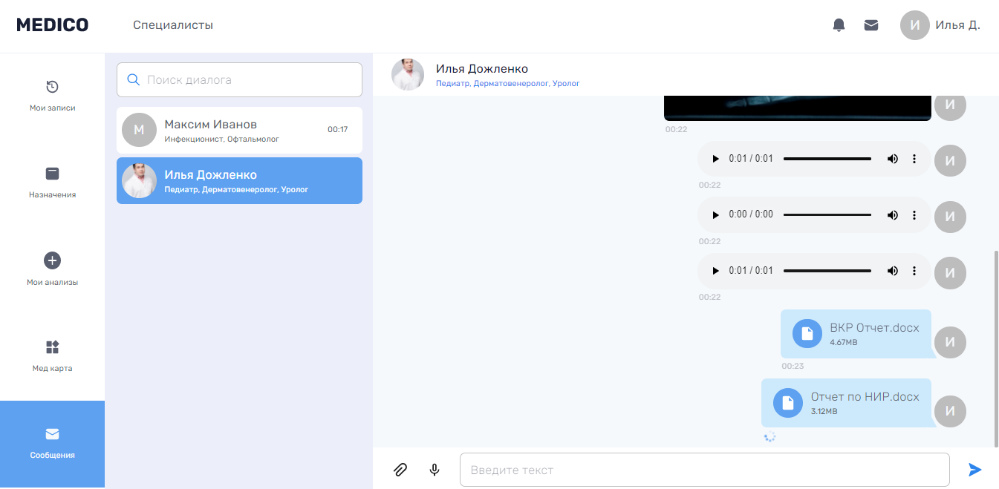 MEDICO
Специалисты
И
Илья Д.
Мои записи
Назначения
Мои анализы
Мед карта
Сообщения
Поиск диалога
М
Максим Иванов
Инфекционист, Офтальмолог
00:17
Илья Дожленко
Педиатр, Дерматовенеролог, Уролог
Илья Дожленко
Педиатр, Дерматовенеролог, Уролог
И
00:22
0:01 / 0:01
И
00:22
0:00 / 0:00
И
00:22
0:01 / 0:01
И
00:22
ВКР Отчет.docx
4.67MB
И
00:23
Отчет по НИР.docx
3.12MB
И
Введите текст